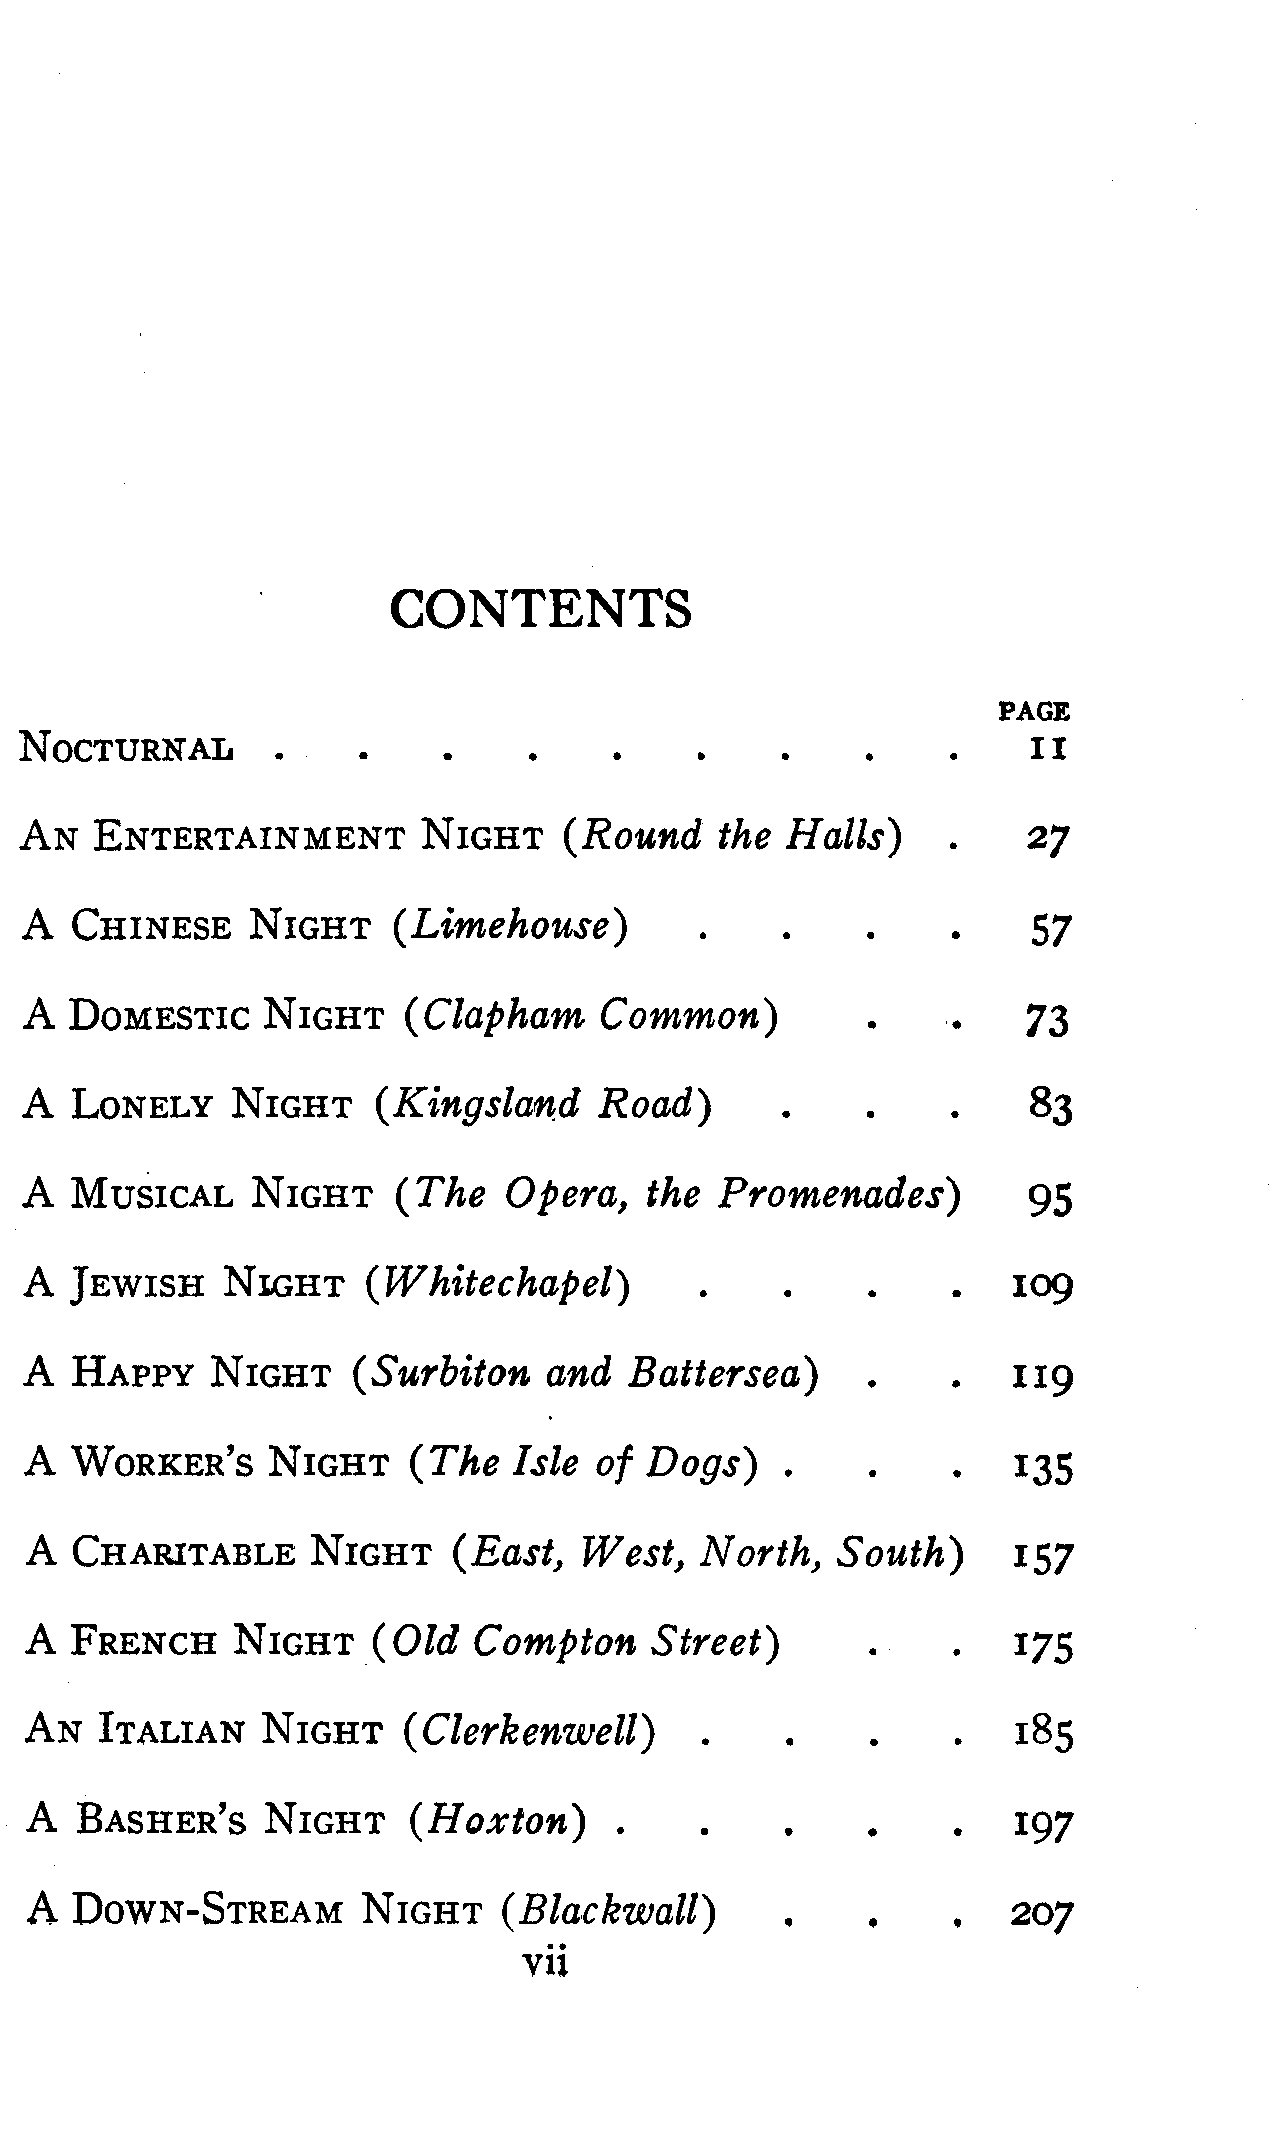 CONTENTS
PAGE
NOCTURNAL . . . . . . . . . 11
AN ENTERTAINMENT NIGHT (Round the Halls) . 27
A CHINESE NIGHT (Limehouse) . . . . 57
A DOMESTIC NIGHT (Clapham Common) . . 73
A LONELY NIGHT (Kingsland Road) . . . 83
A MUSICAL NIGHT (The Opera, the Promenades) 95
A JEWISH NIGHT (Whitechapel) . . . . 109
A HAPPY NIGHT (Surbiton and Battersea) . . 119
A WORKER'S NIGHT (The Isle of Dogs) . . . 135
A CHARITABLE NIGHT (East, West, North, South) 157
A FRENCH NIGHT (Old Compton Street) . . 175
AN ITALIAN NIGHT (Clerkenwell) . . . . 185
A BASHER'S NIGHT (Hoxton) . . . . . 197
A DOWN-STREAM NIGHT (Blackwall) . . . 207
vii